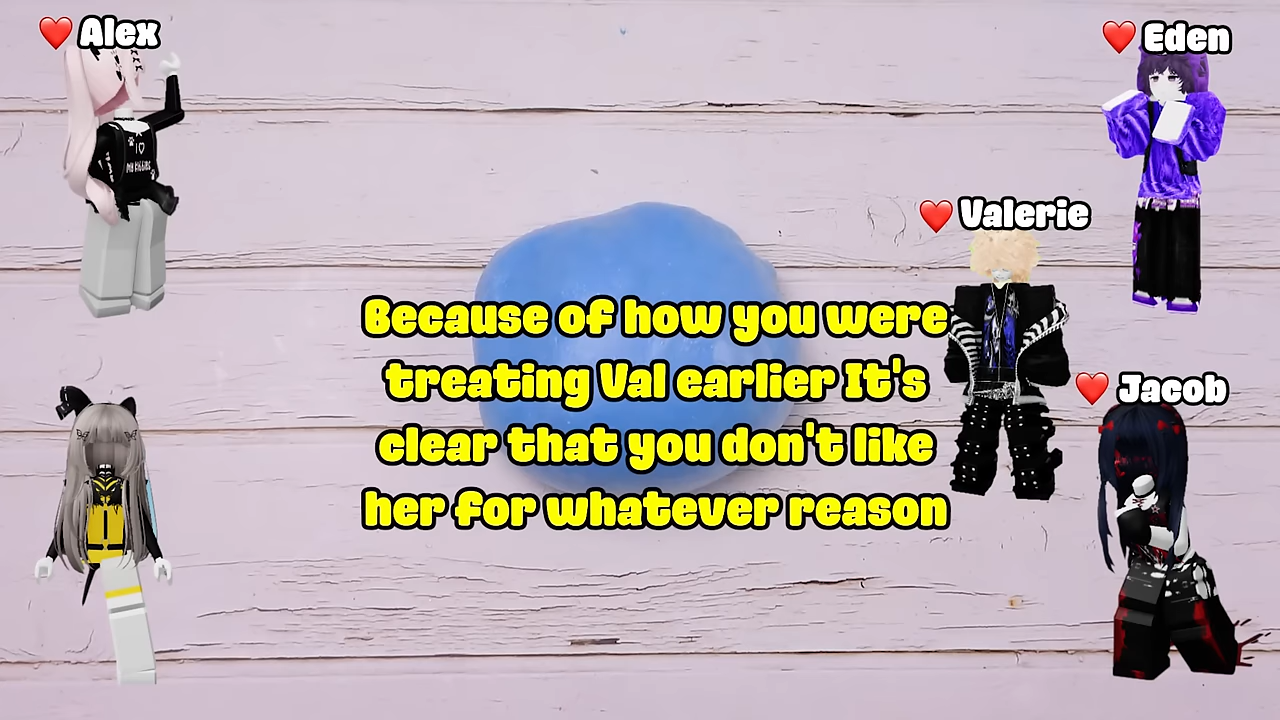 ❤️ Alex
❤️ Eden
❤️ Valerie
Because of how you were
treating Val earlier It's
clear that you don't like
her for whatever reason
❤️ Jacob
I ♡